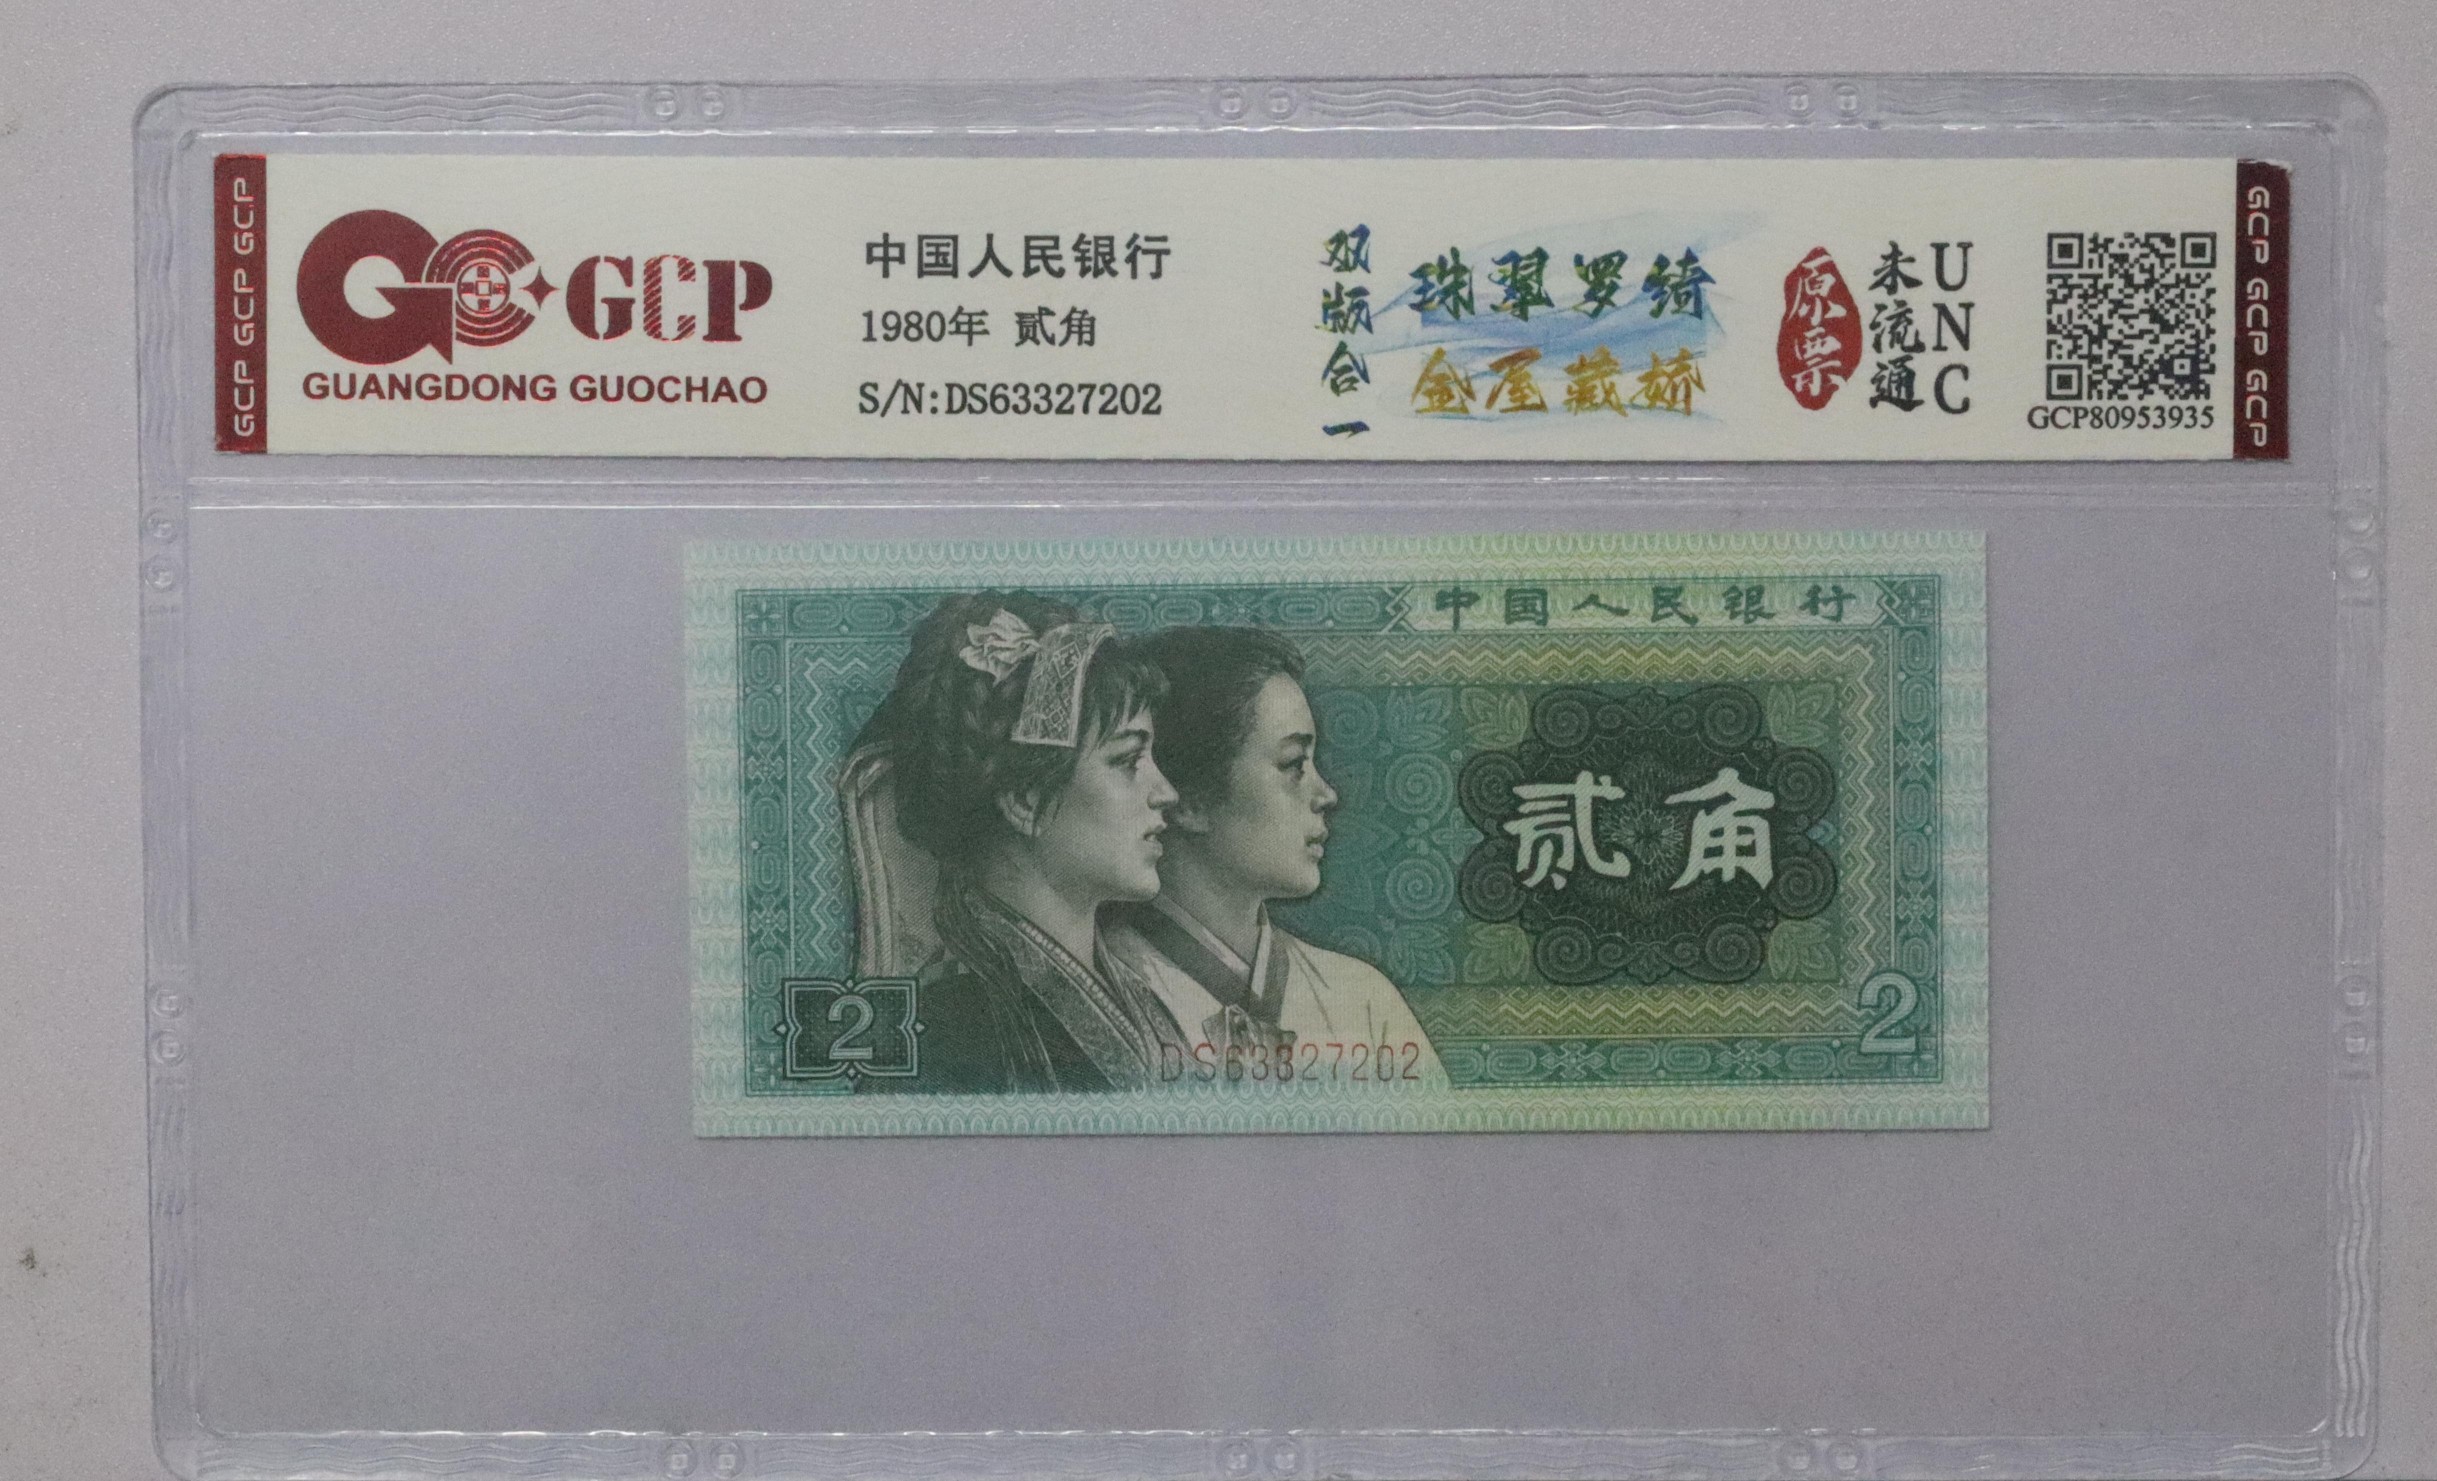 GCP GCP GCP
GCP
GUANGDONG GUOCHAO
中国人民银行
1980年 贰角
S/N:DS63327202
双版合一
珠翠罗绮
金屋藏娇
原票
未流通
UNC
GCP80953935
GCP GCP GCP
中国人民银行
贰角
2
2
DS63327202